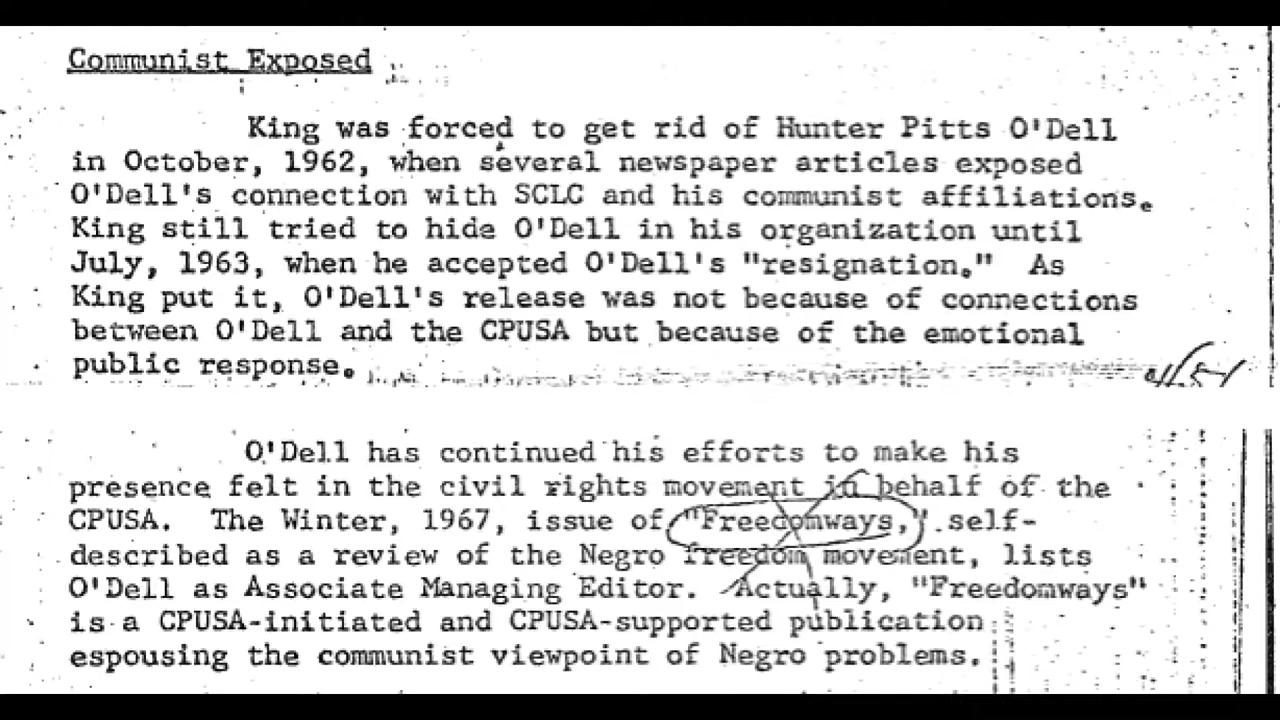 Communist Exposed
King was forced to get rid of Hunter Pitts O'Dell
in October, 1962, when several newspaper articles exposed
O'Dell's connection with SCLC and his communist affiliations.
King still tried to hide O'Dell in his organization until
July, 1963, when he accepted O'Dell's "resignation." As
King put it, O'Dell's release was not because of connections
between O'Dell and the CPUSA but because of the emotional
public response.
O'Dell has continued his efforts to make his
presence felt in the civil rights movement in behalf of the
CPUSA. The Winter, 1967, issue of "Freedomways," self-
described as a review of the Negro freedom movement, lists
O'Dell as Associate Managing Editor. Actually, "Freedomways"
is a CPUSA-initiated and CPUSA-supported publication
espousing the communist viewpoint of Negro problems.